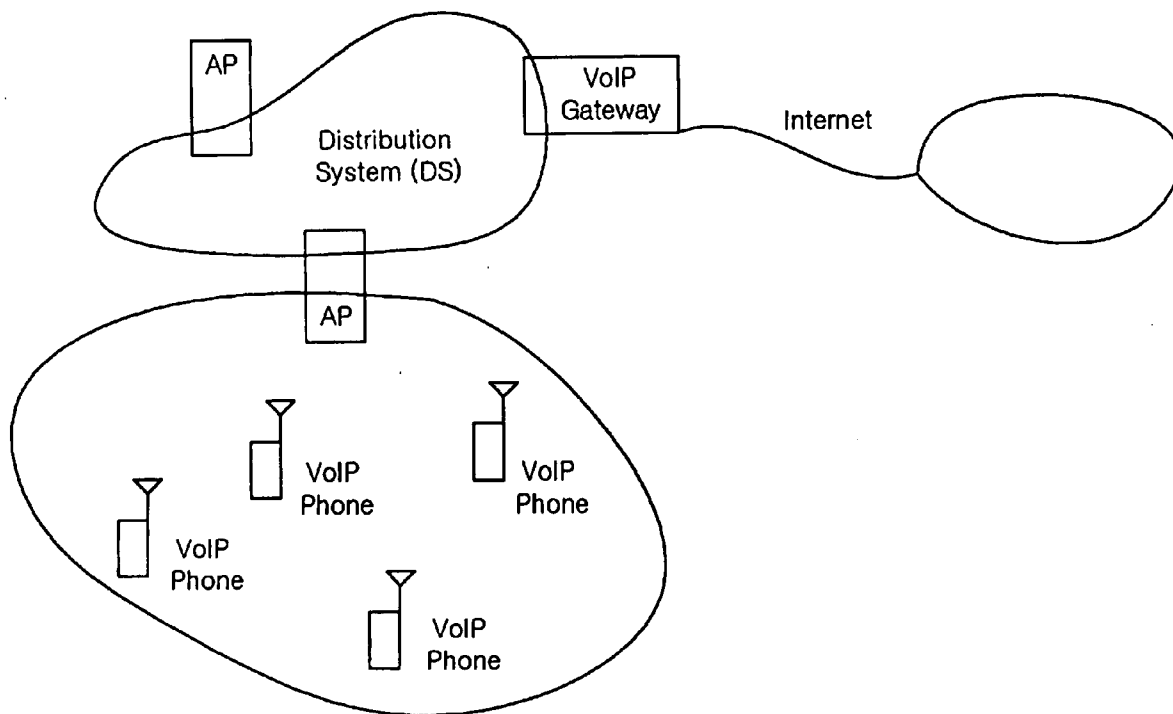 AP
VoIP
Gateway
Internet
Distribution
System (DS)
AP
VoIP
Phone
VoIP
Phone
VoIP
Phone
VoIP
Phone